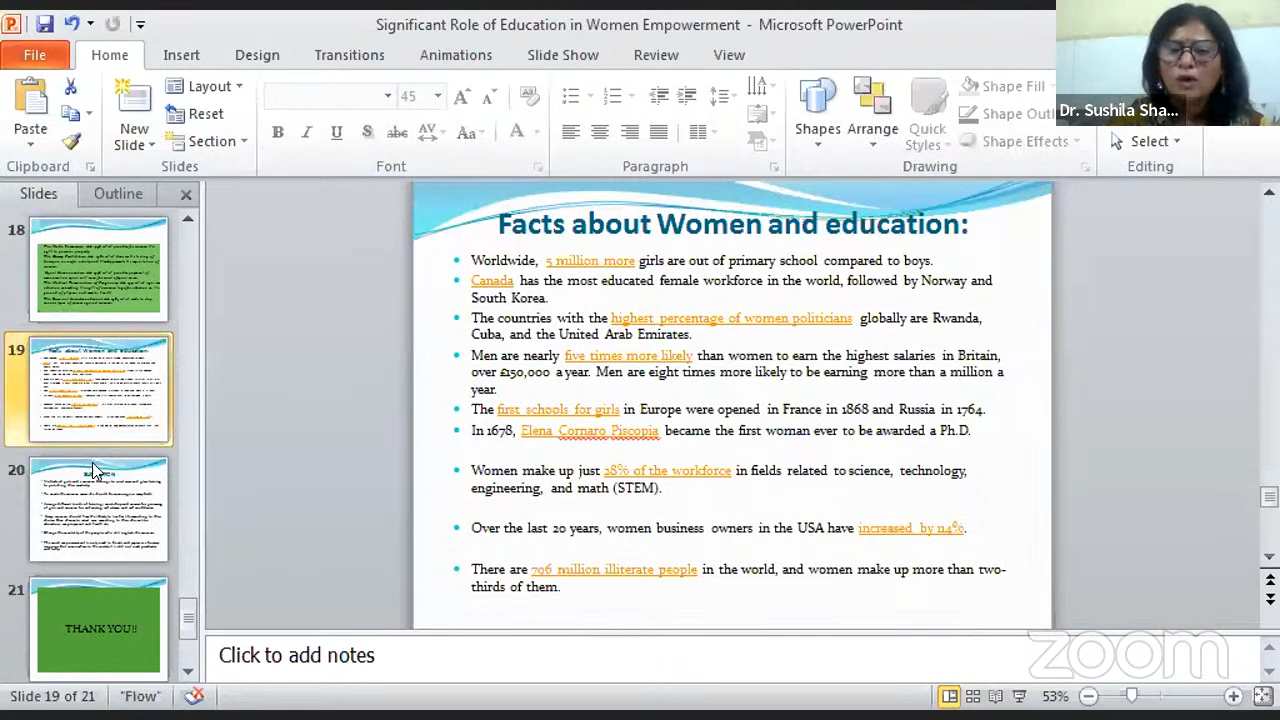 Significant Role of Education in Women Empowerment - Microsoft PowerPoint
File Home Insert Design Transitions Animations Slide Show Review View
Paste
New
Slide
Layout
Reset
Section
45
B I U S abc AV Aa A
Shapes
Arrange
Quick
Styles
Shape Fill
Shape Out
Shape Effects
Select
Clipboard Slides Font Paragraph Drawing Editing
Dr. Sushila Sha...
Slides Outline
18
19
Facts about Women and education:
20
21
THANK YOU!!
Facts about Women and education:
Worldwide, 5 million more girls are out of primary school compared to boys.
Canada has the most educated female workforce in the world, followed by Norway and
South Korea.
The countries with the highest percentage of women politicians globally are Rwanda,
Cuba, and the United Arab Emirates.
Men are nearly five times more likely than women to earn the highest salaries in Britain,
over £150,000 a year. Men are eight times more likely to be earning more than a million a
year.
The first schools for girls in Europe were opened in France in 1868 and Russia in 1764.
In 1678, Elena Cornaro Piscopia became the first woman ever to be awarded a Ph.D.
Women make up just 28% of the workforce in fields related to science, technology,
engineering, and math (STEM).
Over the last 20 years, women business owners in the USA have increased by 114%.
There are 796 million illiterate people in the world, and women make up more than two-
thirds of them.
Click to add notes
zoom
Slide 19 of 21 "Flow" 53%